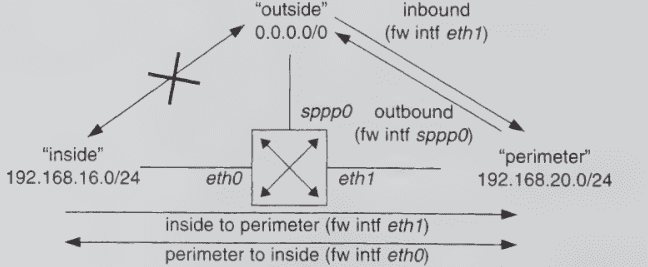 "outside"
0.0.0.0/0
inbound
(fw intf eth1)
sppp0
outbound
(fw intf sppp0)
"inside"
192.168.16.0/24
eth0
eth1
"perimeter"
192.168.20.0/24
inside to perimeter (fw intf eth1)
perimeter to inside (fw intf eth0)